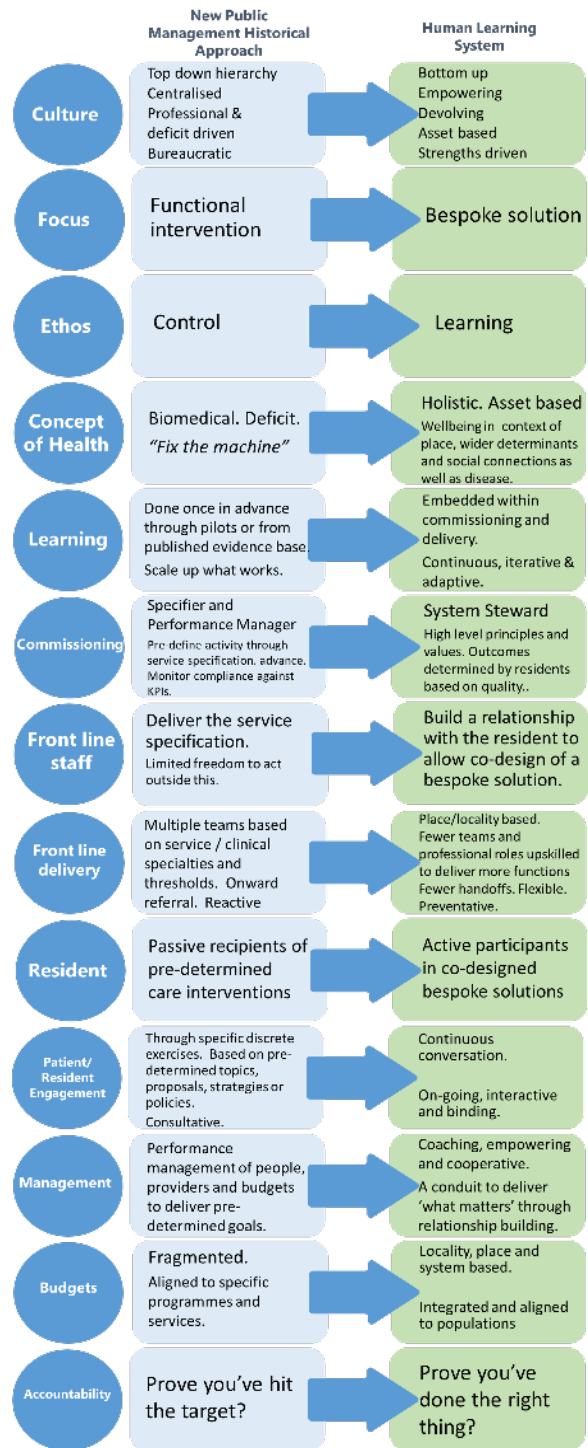 New Public
Management Historical
Approach
Human Learning
System
Culture
Top down hierarchy
Centralised
Professional &
deficit driven
Bureaucratic
Bottom up
Empowering
Devolving
Asset based
Strengths driven
Focus
Functional
intervention
Bespoke solution
Ethos
Control
Learning
Concept
of Health
Biomedical. Deficit.
“Fix the machine”
Holistic. Asset based
Wellbeing in context of
place, wider determinants
and social connections as
well as disease.
Learning
Done once in advance
through pilots or from
published evidence base.
Scale up what works.
Embedded within
commissioning and
delivery.
Continuous, iterative &
adaptive.
Commissioning
Specifier and
Performance Manager
Pre-define activity through
service specification. advance.
Monitor compliance against
KPIs.
System Steward
High level principles and
values. Outcomes
determined by residents
based on quality..
Front line
staff
Deliver the service
specification.
Limited freedom to act
outside this.
Build a relationship
with the resident to
allow co-design of a
bespoke solution.
Front line
delivery
Multiple teams based
on service / clinical
specialties and
thresholds. Onward
referral. Reactive
Place/locality based.
Fewer teams and
professional roles upskilled
to deliver more functions
Fewer handoffs. Flexible.
Preventative.
Resident
Passive recipients of
pre-determined
care interventions
Active participants
in co-designed
bespoke solutions
Patient/
Resident
Engagement
Through specific discrete
exercises. Based on pre-
determined topics,
proposals, strategies or
policies.
Consultative.
Continuous
conversation.
On-going, interactive
and binding.
Management
Performance
management of people,
providers and budgets
to deliver pre-
determined goals.
Coaching, empowering
and cooperative.
A conduit to deliver
‘what matters’ through
relationship building.
Budgets
Fragmented.
Aligned to specific
programmes and
services.
Locality, place and
system based.
Integrated and aligned
to populations
Accountability
Prove you’ve hit
the target?
Prove you’ve
done the right
thing?